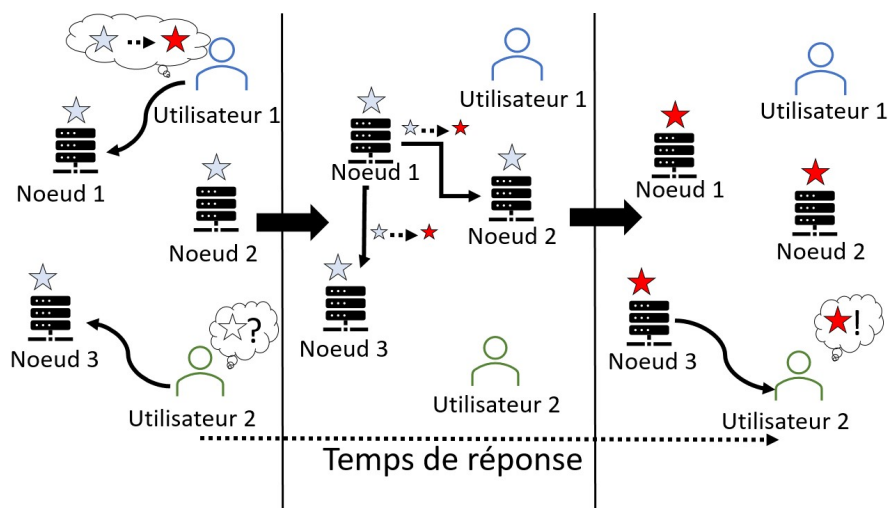 Utilisateur 1
Noeud 1
Noeud 2
Noeud 3
?
Utilisateur 2
Utilisateur 1
Noeud 1
Noeud 2
Noeud 3
Utilisateur 2
Utilisateur 1
Noeud 1
Noeud 2
Noeud 3
!
Utilisateur 2
Temps de réponse